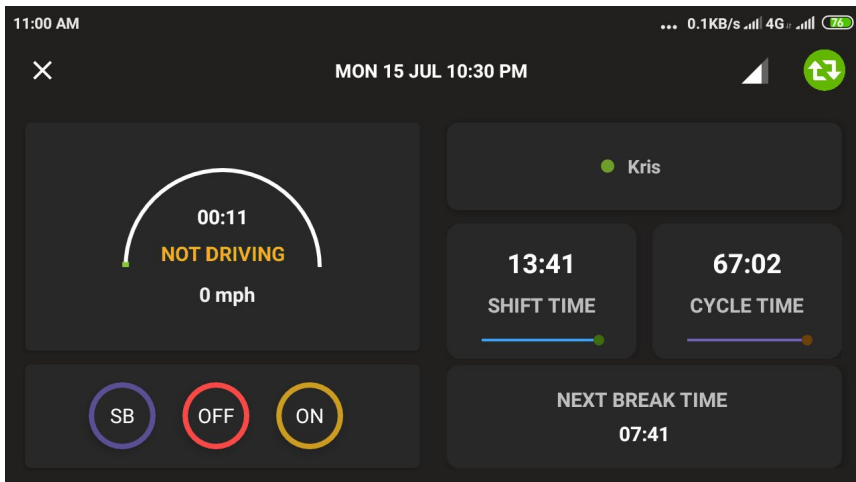 11:00 AM
... 0.1KB/s 4G 76
MON 15 JUL 10:30 PM
00:11
NOT DRIVING
0 mph
Kris
13:41
SHIFT TIME
67:02
CYCLE TIME
SB OFF ON
NEXT BREAK TIME
07:41